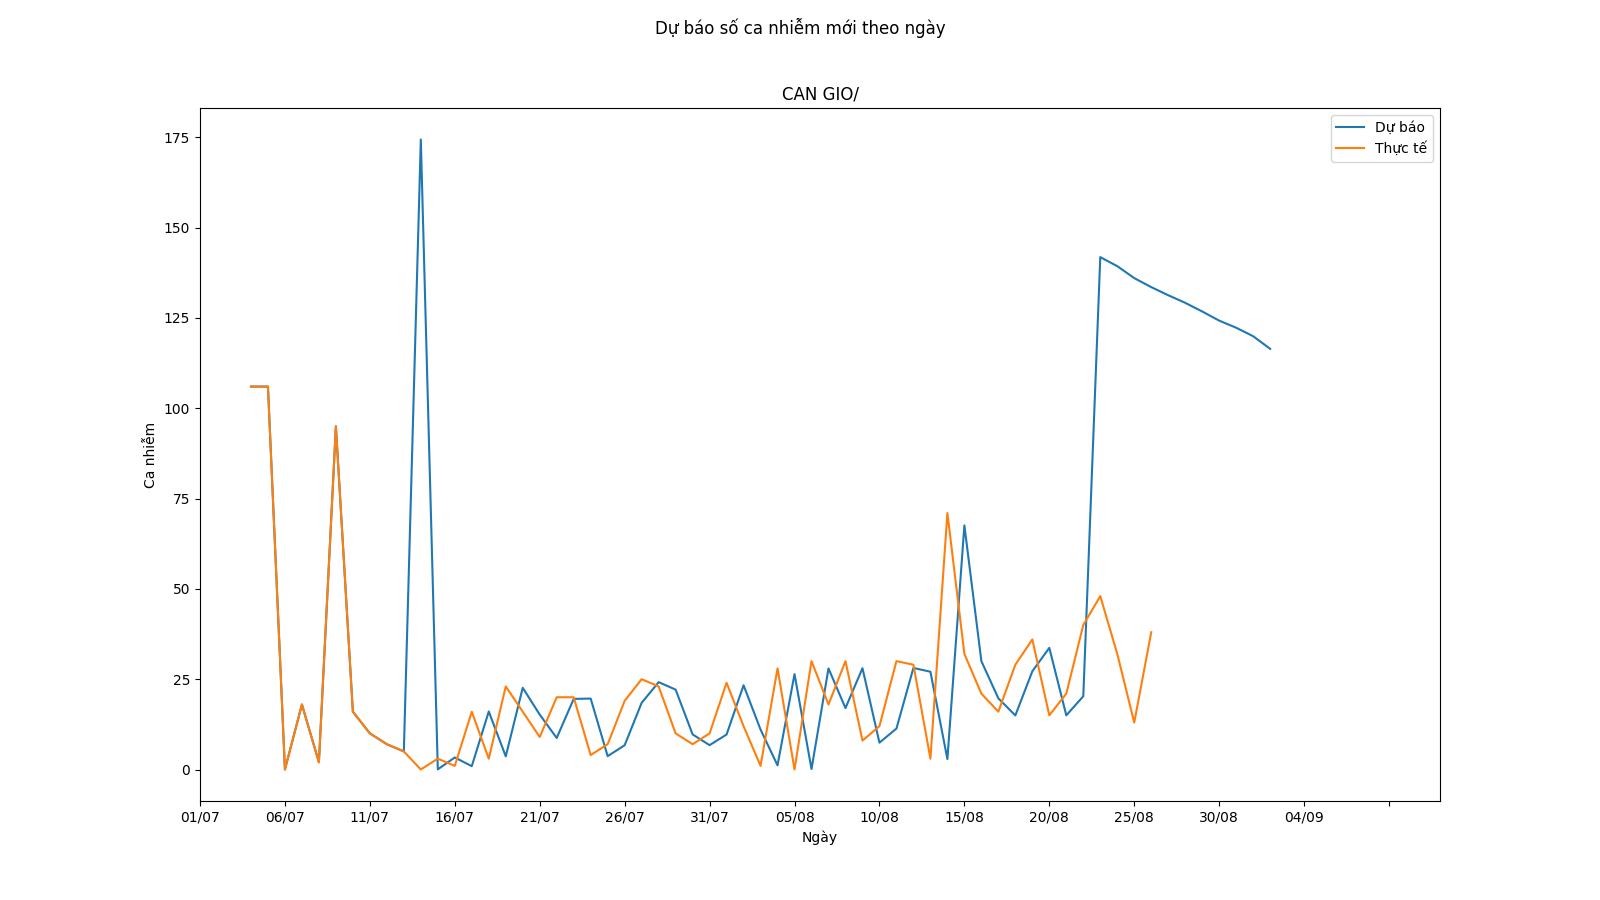 Dự báo số ca nhiễm mới theo ngày
CAN GIO/
Dự báo
Thực tế
175
150
125
100
75
50
25
0
Ca nhiễm
01/07 06/07 11/07 16/07 21/07 26/07 31/07 05/08 10/08 15/08 20/08 25/08 30/08 04/09
Ngày